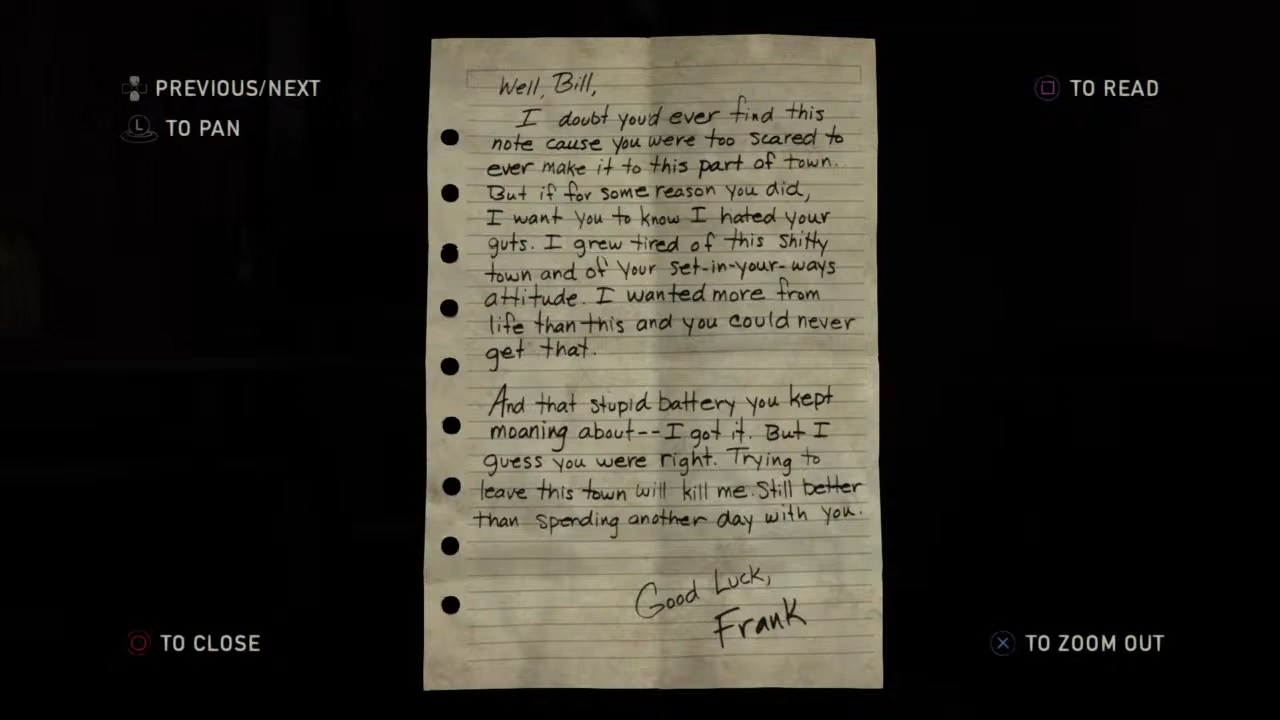 PREVIOUS/NEXT
L TO PAN
TO READ
Well, Bill,
I doubt you'd ever find this
note cause you were too scared to
ever make it to this part of town.
But if for some reason you did,
I want you to know I hated your
guts. I grew tired of this shitty
town and of your set-in-your-ways
attitude. I wanted more from
life than this and you could never
get that.
And that stupid battery you kept
moaning about--I got it. But I
guess you were right. Trying to
leave this town will kill me. Still better
than spending another day with you.
Good Luck,
Frank
TO CLOSE
TO ZOOM OUT